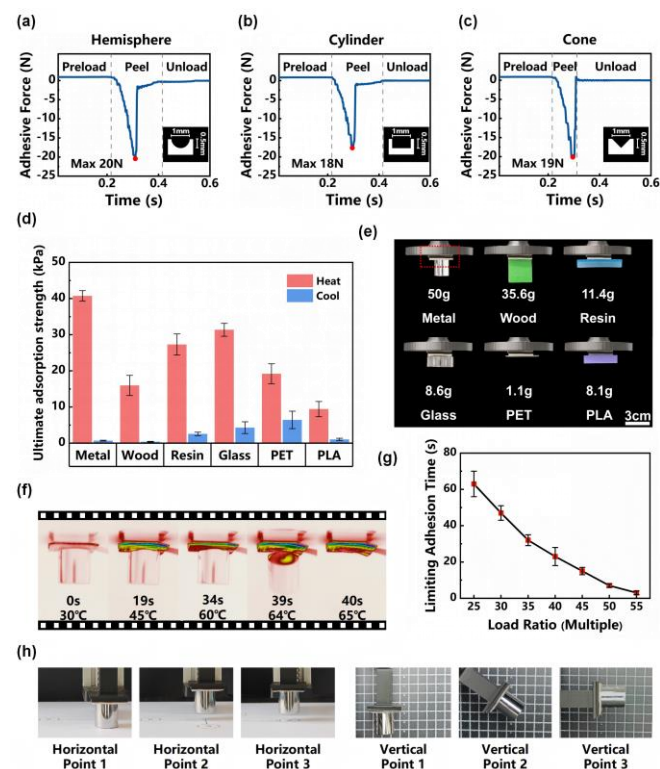 (a)
Hemisphere
Adhesive Force (N)
5
0
-5
-10
-15
-20
-25
Preload
Peel
Unload
Max 20N
1mm
0.5mm
0.0
0.2
0.4
0.6
Time (s)
(b)
Cylinder
Adhesive Force (N)
5
0
-5
-10
-15
-20
-25
Preload
Peel
Unload
Max 18N
1mm
0.5mm
0.0
0.2
0.4
0.6
Time (s)
(c)
Cone
Adhesive Force (N)
5
0
-5
-10
-15
-20
-25
Preload
Peel
Unload
Max 19N
1mm
0.5mm
0.0
0.2
0.4
0.6
Time (s)
(d)
Ultimate adsorption strength (kPa)
50
40
30
20
10
0
Heat
Cool
Metal
Wood
Resin
Glass
PET
PLA
(e)
50g
35.6g
11.4g
Metal
Wood
Resin
8.6g
1.1g
8.1g
Glass
PET
PLA
3cm
(f)
0s
19s
34s
39s
40s
30℃
45℃
60℃
64℃
65℃
(g)
Limiting Adhesion Time (s)
80
60
40
20
0
25
30
35
40
45
50
55
Load Ratio (Multiple)
(h)
Horizontal
Point 1
Horizontal
Point 2
Horizontal
Point 3
Vertical
Point 1
Vertical
Point 2
Vertical
Point 3